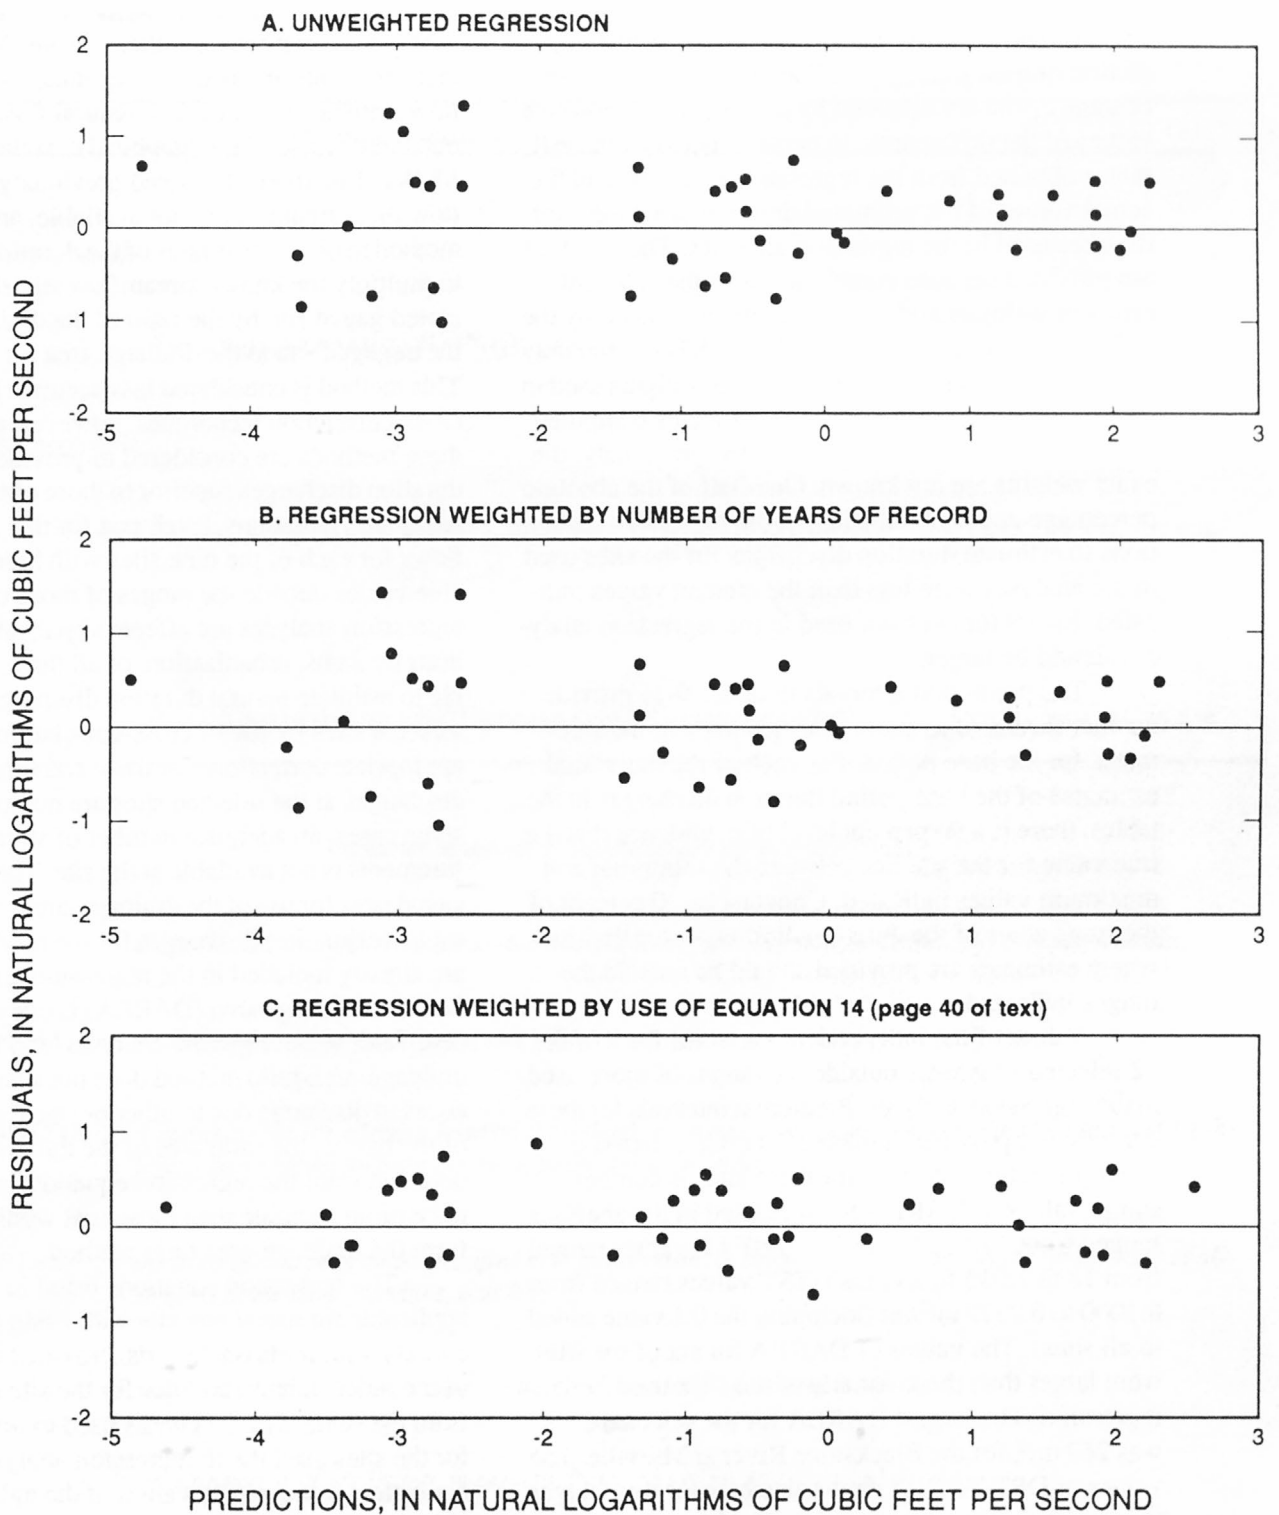 A. UNWEIGHTED REGRESSION
2
1
0
-1
-2
-5 -4 -3 -2 -1 0 1 2 3
B. REGRESSION WEIGHTED BY NUMBER OF YEARS OF RECORD
2
1
0
-1
-2
-5 -4 -3 -2 -1 0 1 2 3
C. REGRESSION WEIGHTED BY USE OF EQUATION 14 (page 40 of text)
2
1
0
-1
-2
-5 -4 -3 -2 -1 0 1 2 3
RESIDUALS, IN NATURAL LOGARITHMS OF CUBIC FEET PER SECOND
PREDICTIONS, IN NATURAL LOGARITHMS OF CUBIC FEET PER SECOND